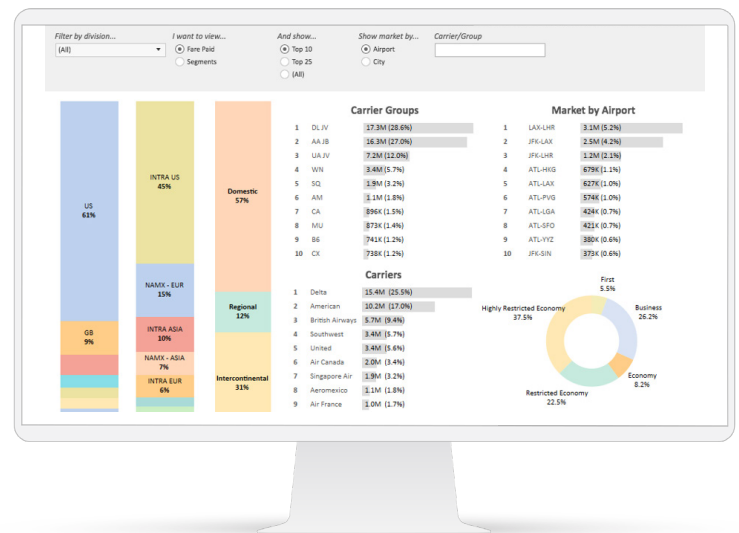 Filter by division...
I want to view...
And show...
Show market by...
Carrier/Group
(All)
Fare Paid
Top 10
Airport
Segments
Top 25
City
(All)
US
61%
GB
9%
INTRA US
45%
NAMX - EUR
15%
INTRA ASIA
10%
NAMX - ASIA
7%
INTRA EUR
6%
Domestic
57%
Regional
12%
Intercontinental
31%
Carrier Groups
1 DL JV 17.3M (28.6%)
2 AA JB 16.3M (27.0%)
3 UA JV 7.2M (12.0%)
4 WN 3.4M (5.7%)
5 SQ 1.9M (3.2%)
6 AM 1.1M (1.8%)
7 CA 896K (1.5%)
8 MU 873K (1.4%)
9 B6 741K (1.2%)
10 CX 738K (1.2%)
Carriers
1 Delta 15.4M (25.5%)
2 American 10.2M (17.0%)
3 British Airways 5.7M (9.4%)
4 Southwest 3.4M (5.7%)
5 United 3.4M (5.6%)
6 Air Canada 2.0M (3.4%)
7 Singapore Air 1.9M (3.2%)
8 Aeromexico 1.1M (1.8%)
9 Air France 1.0M (1.7%)
Market by Airport
1 LAX-LHR 3.1M (5.2%)
2 JFK-LAX 2.5M (4.2%)
3 JFK-LHR 1.2M (2.1%)
4 ATL-HKG 679K (1.1%)
5 ATL-LAX 627K (1.0%)
6 ATL-PVG 574K (1.0%)
7 ATL-LGA 424K (0.7%)
8 ATL-SFO 421K (0.7%)
9 ATL-YYZ 380K (0.6%)
10 JFK-SIN 373K (0.6%)
First
5.5%
Highly Restricted Economy
37.5%
Business
26.2%
Economy
8.2%
Restricted Economy
22.5%